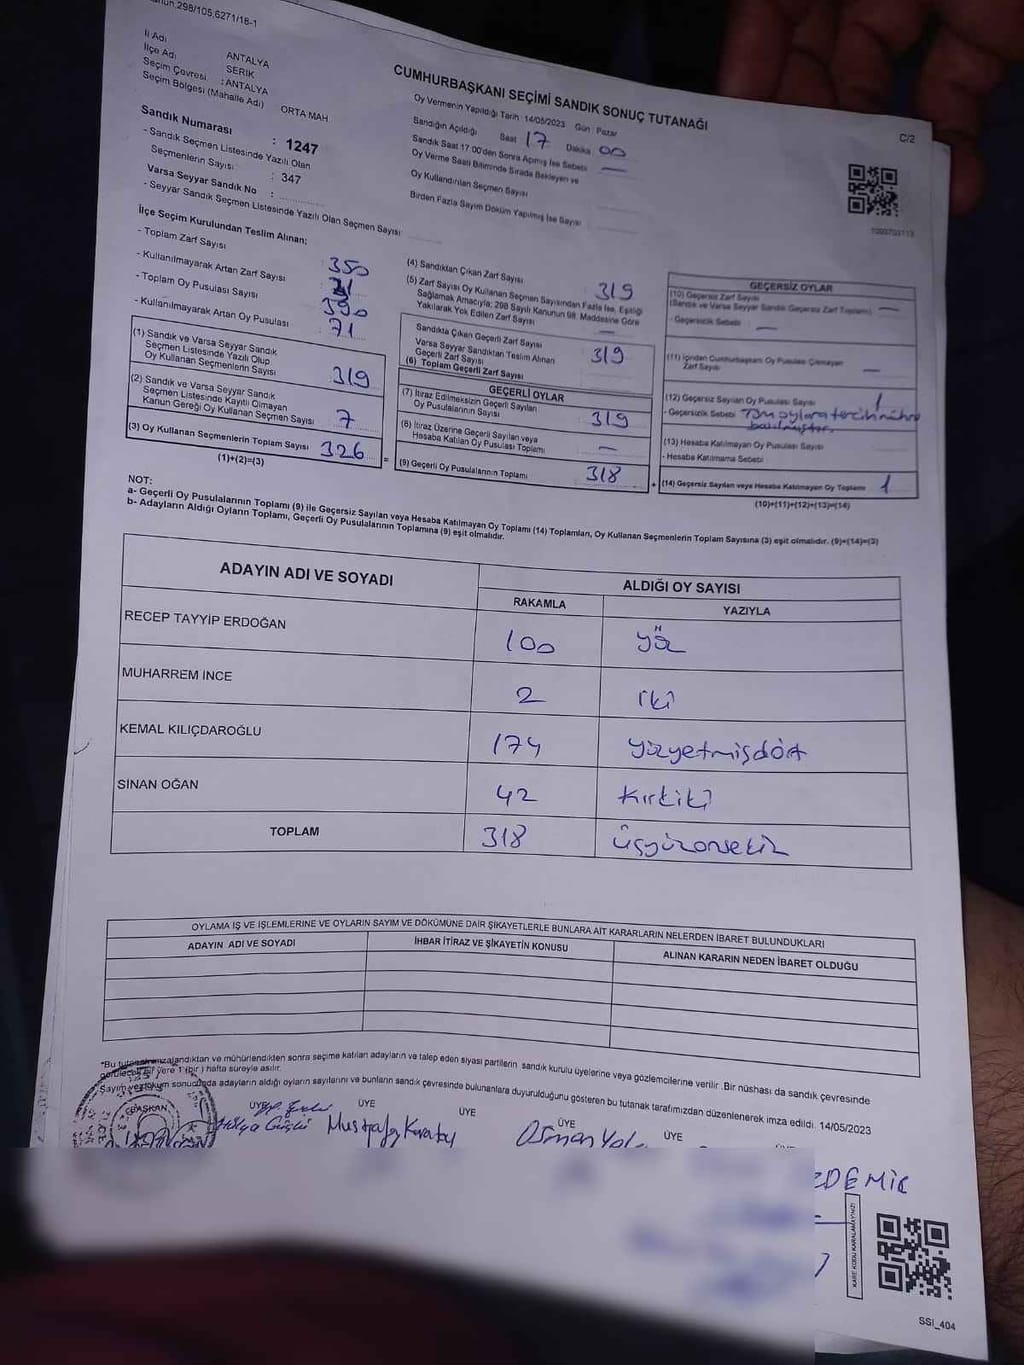 298/105,6271/18-1
İl Adı : ANTALYA
İlçe Adı : SERİK
Seçim Çevresi : ANTALYA
Seçim Bölgesi (Mahalle Adı) ORTA MAH
Sandık Numarası : 1247
- Sandık Seçmen Listesinde Yazılı Olan
Seçmenlerin Sayısı : 347
Varsa Seyyar Sandık No :
- Seyyar Sandık Seçmen Listesinde Yazılı Olan Seçmen Sayısı
CUMHURBAŞKANI SEÇİMİ SANDIK SONUÇ TUTANAĞI
Oy Vermenin Yapıldığı Tarih : 14/05/2023 Gün : Pazar
Sandığın Açıldığı Saat 17 Dakika 00
Sandık Saat 17:00'den Sonra Açılmış İse Sebebi —
Oy Verme Saati Bitiminde Sırada Bekleyen ve
Oy Kullandırılan Seçmen Sayısı
Birden Fazla Sayım Döküm Yapılmış İse Sayısı
C/2
İlçe Seçim Kurulundan Teslim Alınan:
- Toplam Zarf Sayısı 350
- Kullanılmayarak Artan Zarf Sayısı
- Toplam Oy Pusulası Sayısı 390
- Kullanılmayarak Artan Oy Pusulası 71
(1) Sandık ve Varsa Seyyar Sandık
Seçmen Listesinde Yazılı Olup
Oy Kullanan Seçmenlerin Sayısı 319
(2) Sandık ve Varsa Seyyar Sandık
Seçmen Listesinde Kayıtlı Olmayan
Kanun Gereği Oy Kullanan Seçmen Sayısı 7
(3) Oy Kullanan Seçmenlerin Toplam Sayısı 326
(1)+(2)=(3)
(4) Sandıktan Çıkan Zarf Sayısı 319
(5) Zarf Sayısı Oy Kullanan Seçmen Sayısından Fazla İse, Eşitliği
Sağlamak Amacıyla; 298 Sayılı Kanunun 98. Maddesine Göre
Yakılarak Yok Edilen Zarf Sayısı —
Sandıkta Çıkan Geçerli Zarf Sayısı 319
Varsa Seyyar Sandıktan Teslim Alınan
Geçerli Zarf Sayısı
(6) Toplam Geçerli Zarf Sayısı
GEÇERLİ OYLAR
(7) İtiraz Edilmeksizin Geçerli Sayılan
Oy Pusulalarının Sayısı 319
(8) İtiraz Üzerine Geçerli Sayılan veya
Hesaba Katılan Oy Pusulası Toplamı —
(9) Geçerli Oy Pusulalarının Toplamı 318
GEÇERSİZ OYLAR
(10) Geçersiz Zarf Sayısı
(Sandık ve Varsa Seyyar Sandık Geçersiz Zarf Toplamı) —
- Geçersizlik Sebebi —
(11) İçinden Cumhurbaşkanı Oy Pusulası Çıkmayan
Zarf Sayısı —
(12) Geçersiz Sayılan Oy Pusulası Sayısı 1
- Geçersizlik Sebebi Tüm oylara tercih mührü
basılmıştır.
(13) Hesaba Katılmayan Oy Pusulası Sayısı
- Hesaba Katılmama Sebebi
(14) Geçersiz Sayılan veya Hesaba Katılmayan Oy Toplamı 1
(10)+(11)+(12)+(13)=(14)
NOT:
a- Geçerli Oy Pusulalarının Toplamı (9) ile Geçersiz Sayılan veya Hesaba Katılmayan Oy Toplamı (14) Toplamları, Oy Kullanan Seçmenlerin Toplam Sayısına (3) eşit olmalıdır. (9)+(14)=(3)
b- Adayların Aldığı Oyların Toplamı, Geçerli Oy Pusulalarının Toplamına (9) eşit olmalıdır.
ADAYIN ADI VE SOYADI
ALDIĞI OY SAYISI
RAKAMLA YAZIYLA
RECEP TAYYİP ERDOĞAN 100 yüz
MUHARREM İNCE 2 iki
KEMAL KILIÇDAROĞLU 174 yüzyetmişdört
SİNAN OĞAN 42 kırkiki
TOPLAM 318 üçyüzonsekiz
OYLAMA İŞ VE İŞLEMLERİNE VE OYLARIN SAYIM VE DÖKÜMÜNE DAİR ŞİKAYETLERLE BUNLARA AİT KARARLARIN NELERDEN İBARET BULUNDUKLARI
ADAYIN ADI VE SOYADI İHBAR İTİRAZ VE ŞİKAYETİN KONUSU ALINAN KARARIN NEDEN İBARET OLDUĞU
*Bu tutanak imzalandıktan ve mühürlendikten sonra seçime katılan adayların ve talep eden siyasi partilerin sandık kurulu üyelerine veya gözlemcilerine verilir. Bir nüshası da sandık çevresinde
görülecek bir yere 1 (bir) hafta süreyle asılır.
Sayım ve döküm sonucunda adayların aldığı oyların sayılarını ve bunların sandık çevresinde bulunanlara duyurulduğunu gösteren bu tutanak tarafımızdan düzenlenerek imza edildi. 14/05/2023
BAŞKAN ÜYE ÜYE ÜYE ÜYE ÜYE
Mustafa Karatay Osman
KARE KODU KARALAMAYINIZ!
SSİ_404